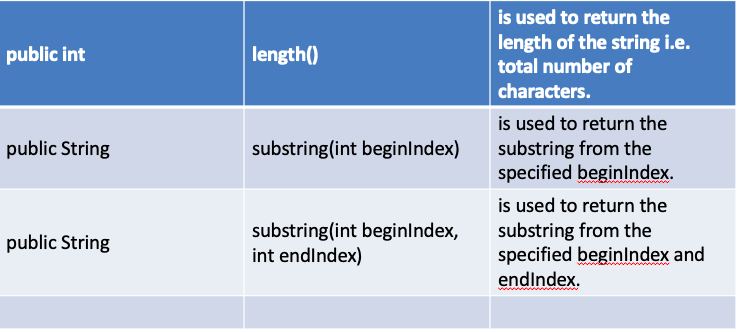 public int
length()
is used to return the
length of the string i.e.
total number of
characters.
public String
substring(int beginIndex)
is used to return the
substring from the
specified beginIndex.
public String
substring(int beginIndex,
int endIndex)
is used to return the
substring from the
specified beginIndex and
endIndex.